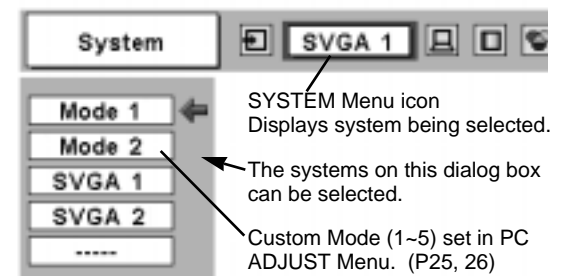 System
SVGA 1
SYSTEM Menu icon
Displays system being selected.
Mode 1
Mode 2
SVGA 1
SVGA 2
-----
The systems on this dialog box
can be selected.
Custom Mode (1~5) set in PC
ADJUST Menu.  (P25, 26)